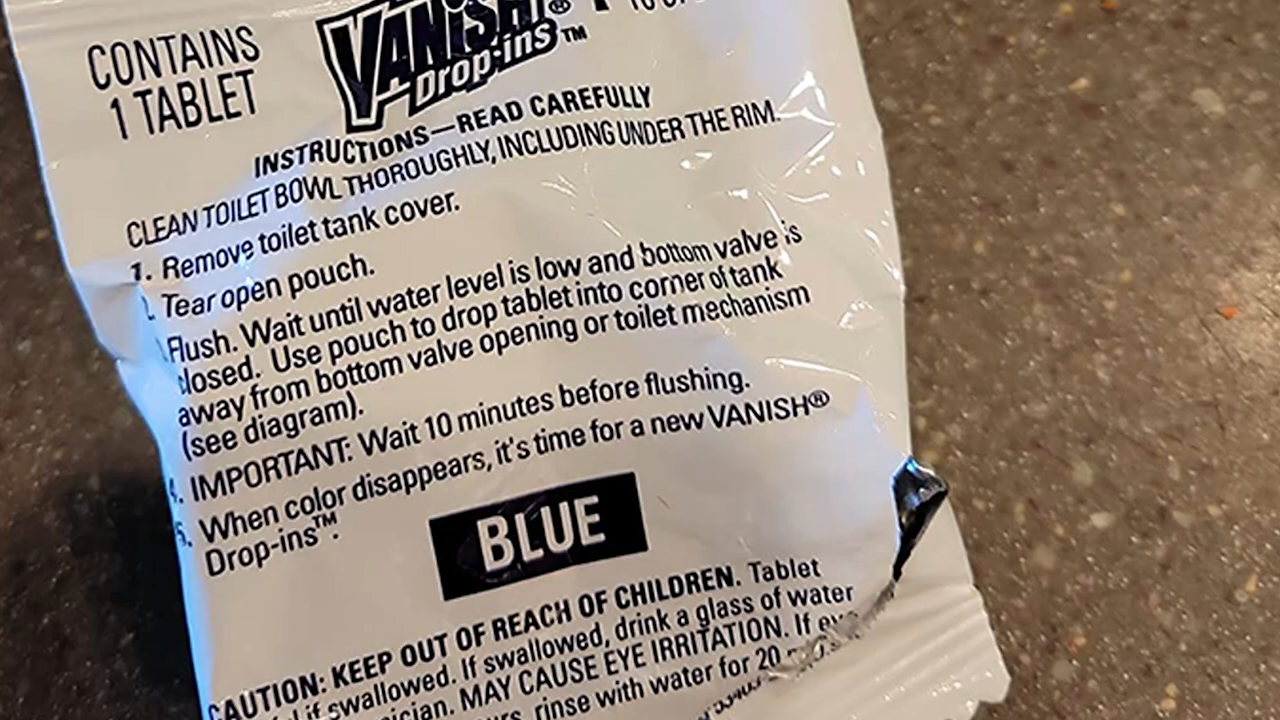 CONTAINS
1 TABLET
VANISH®
Drop-ins™
INSTRUCTIONS—READ CAREFULLY
CLEAN TOILET BOWL THOROUGHLY, INCLUDING UNDER THE RIM.
1. Remove toilet tank cover.
Tear open pouch.
Flush. Wait until water level is low and bottom valve is
closed. Use pouch to drop tablet into corner of tank
away from bottom valve opening or toilet mechanism
(see diagram).
4. IMPORTANT: Wait 10 minutes before flushing.
5. When color disappears, it's time for a new VANISH®
Drop-ins™.
BLUE
CAUTION: KEEP OUT OF REACH OF CHILDREN. Tablet
if swallowed. If swallowed, drink a glass of water
MAY CAUSE EYE IRRITATION. If
rinse with water for 20